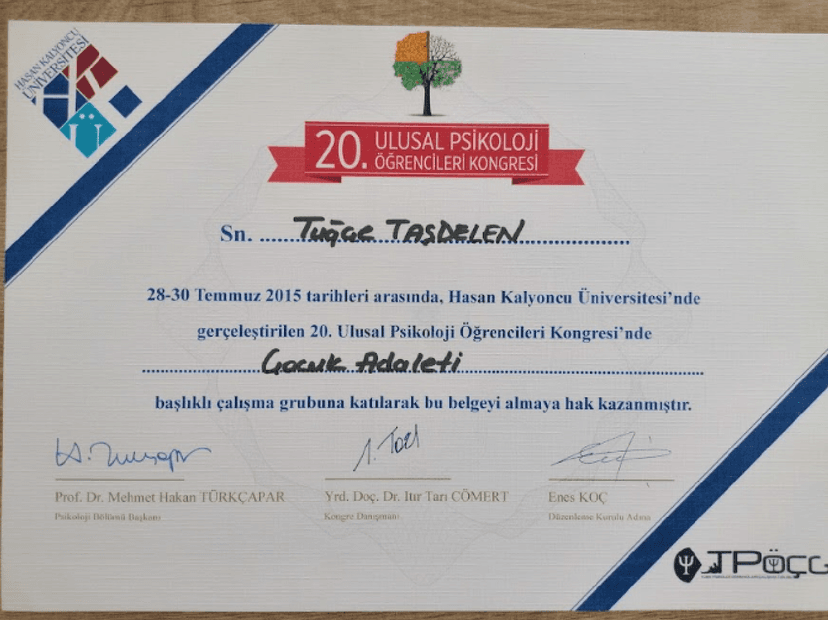 HASAN KALYONCU
ÜNİVERSİTESİ
20. ULUSAL PSİKOLOJİ
ÖĞRENCİLERİ KONGRESİ
Sn. Tuğçe TAŞDELEN
28-30 Temmuz 2015 tarihleri arasında, Hasan Kalyoncu Üniversitesi'nde
gerçeleştirilen 20. Ulusal Psikoloji Öğrencileri Kongresi'nde
Çocuk Adaleti
başlıklı çalışma grubuna katılarak bu belgeyi almaya hak kazanmıştır.
Prof. Dr. Mehmet Hakan TÜRKÇAPAR
Psikoloji Bölümü Başkanı
Yrd. Doç. Dr. Itır Tarı CÖMERT
Kongre Danışmanı
Enes KOÇ
Düzenleme Kurulu Adına
TPÖÇG